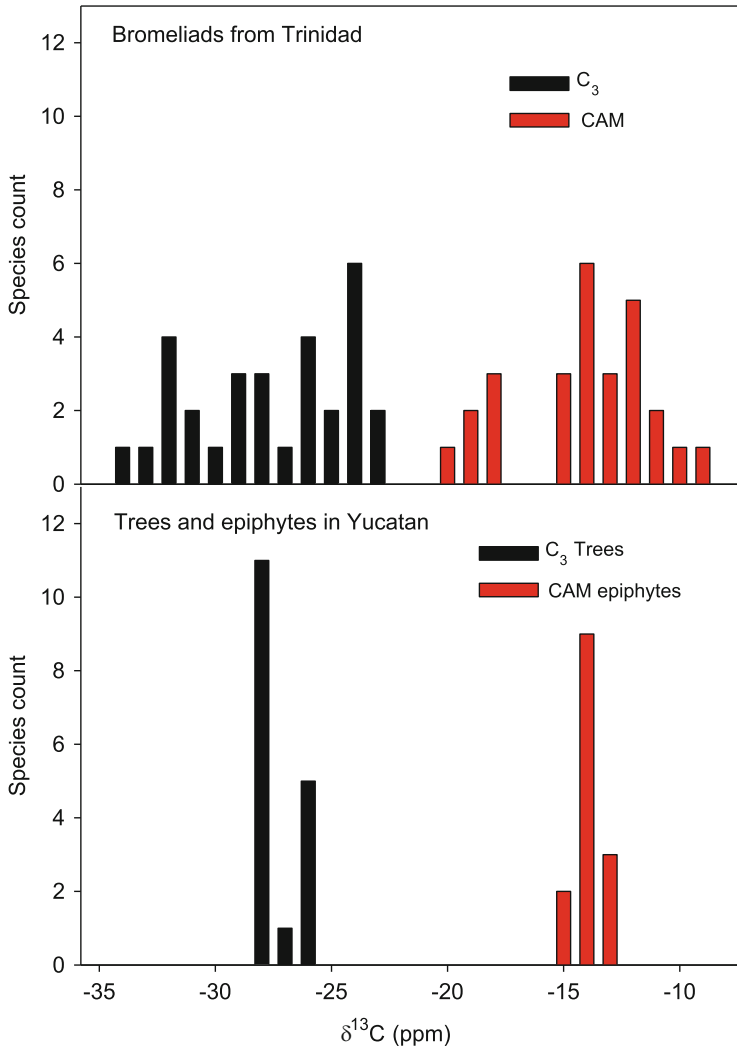 Bromeliads from Trinidad
C3
CAM
Species count
12
10
8
6
4
2
0
Trees and epiphytes in Yucatan
C3 Trees
CAM epiphytes
Species count
12
10
8
6
4
2
0
-35 -30 -25 -20 -15 -10
δ13C (ppm)